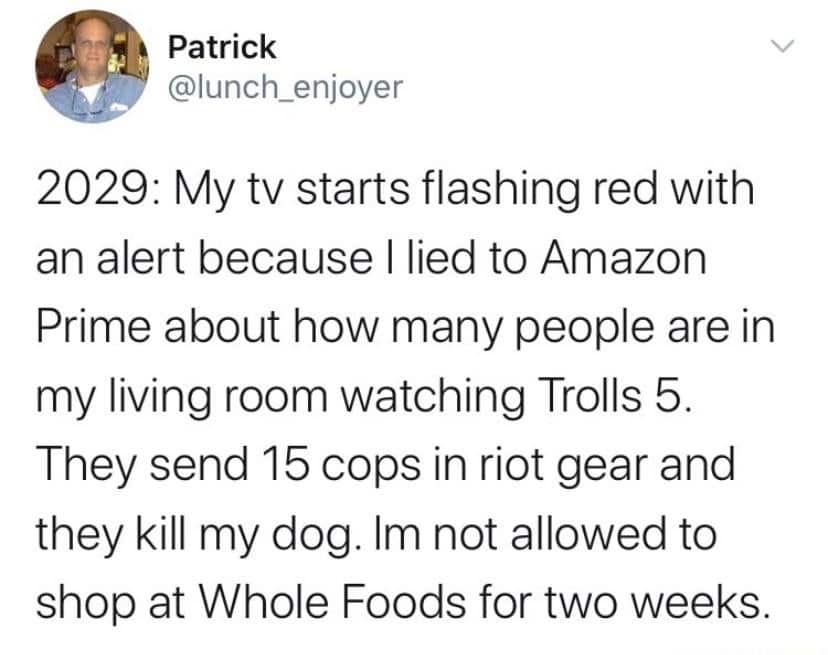 Patrick
@lunch_enjoyer
2029: My tv starts flashing red with
an alert because I lied to Amazon
Prime about how many people are in
my living room watching Trolls 5.
They send 15 cops in riot gear and
they kill my dog. Im not allowed to
shop at Whole Foods for two weeks.